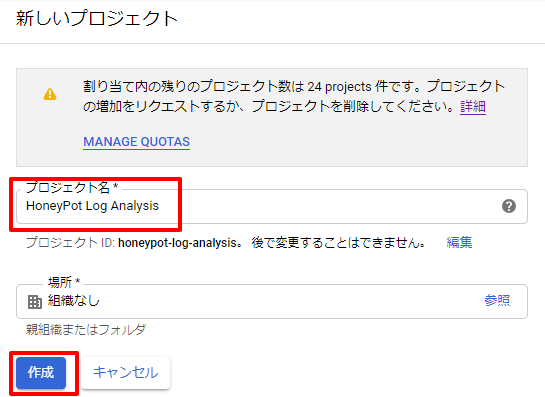 新しいプロジェクト
割り当て内の残りのプロジェクト数は 24 projects 件です。プロジェクト
の増加をリクエストするか、プロジェクトを削除してください。詳細
MANAGE QUOTAS
プロジェクト名 *
HoneyPot Log Analysis
プロジェクト ID: honeypot-log-analysis。後で変更することはできません。 編集
場所 *
組織なし 参照
親組織またはフォルダ
作成 キャンセル